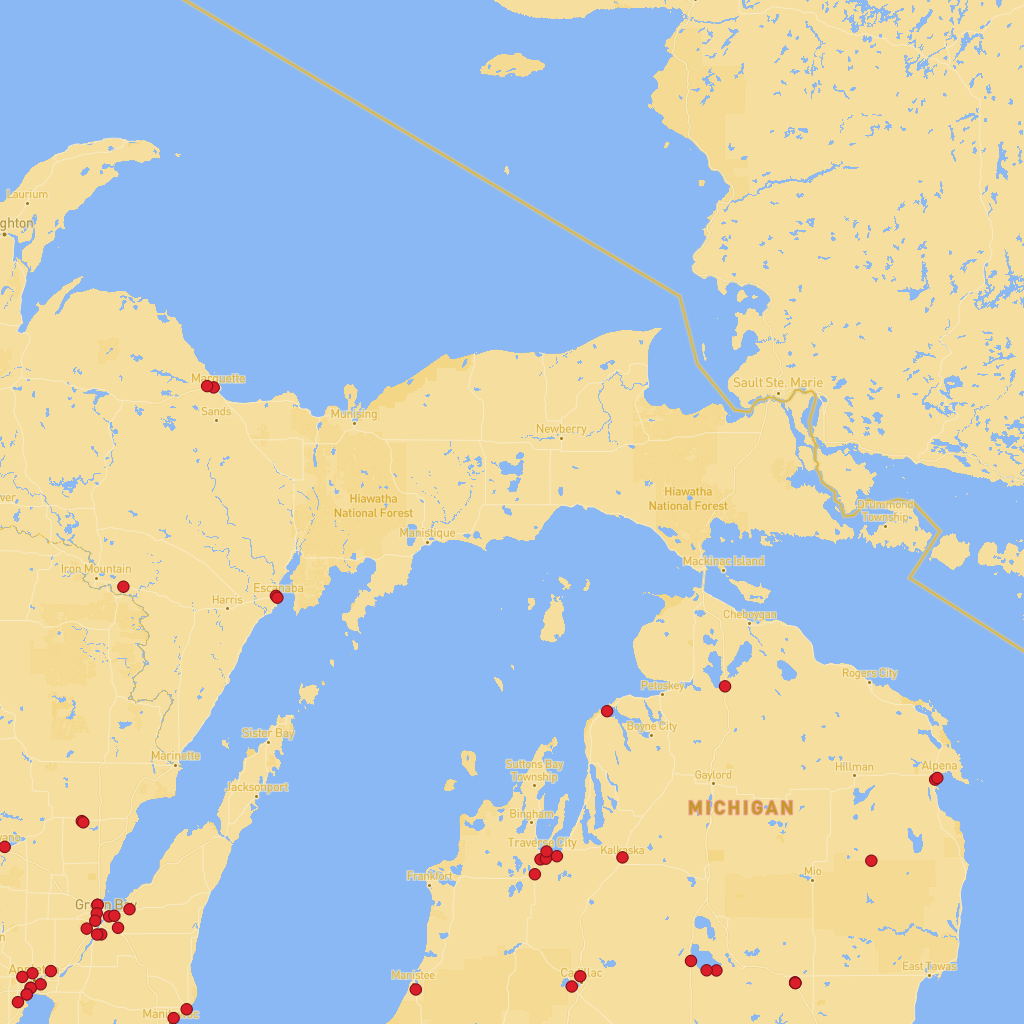 Laurium
ghton
Marquette
Sands
Munising
Sault Ste. Marie
Newberry
Hiawatha
National Forest
Hiawatha
National Forest
Drummond
Township
Manistique
Mackinac Island
Iron Mountain
Escanaba
Harris
Cheboygan
Rogers City
Petoskey
Boyne City
Sister Bay
Marinette
Suttons Bay
Township
Hillman
Alpena
Gaylord
Jacksonport
MICHIGAN
Bingham
Traverse City
Kalkaska
Frankfort
Mio
Green Bay
East Tawas
Manistee
Cadillac